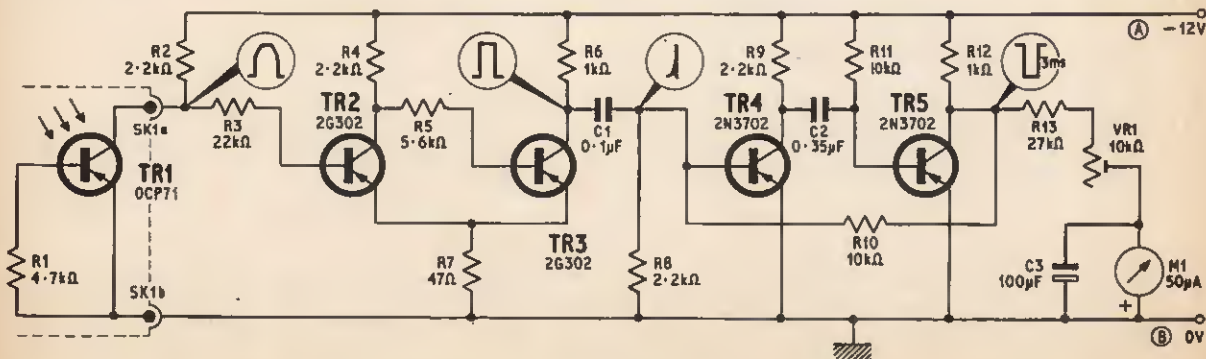 A −12V
R2
2·2kΩ
R4
2·2kΩ
R6
1kΩ
R9
2·2kΩ
R11
10kΩ
R12
1kΩ
3ms
SK1a
R3
22kΩ
TR2
2G302
R5
5·6kΩ
C1
0·1μF
TR4
2N3702
C2
0·35μF
TR5
2N3702
R13
27kΩ
VR1
10kΩ
TR1
OCP71
R1
4·7kΩ
R7
47Ω
TR3
2G302
R8
2·2kΩ
R10
10kΩ
C3
100μF
M1
50μA
+
SK1b
B 0V